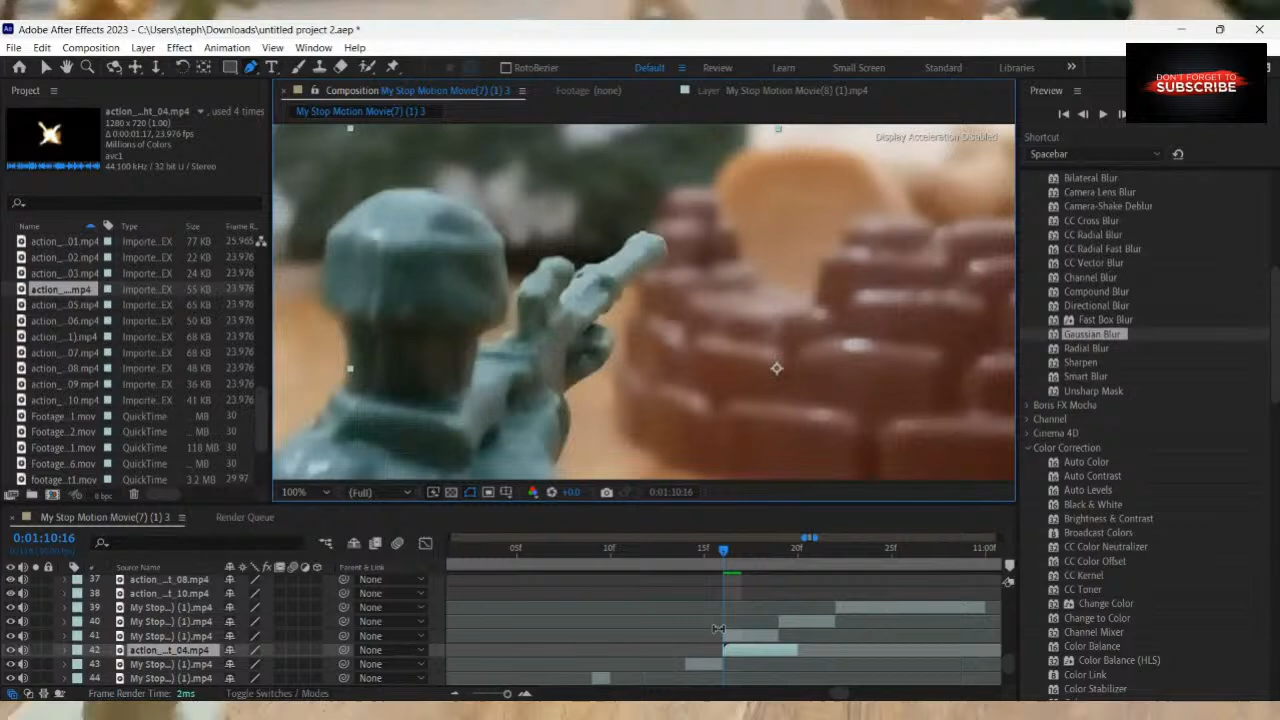 Adobe After Effects 2023 - C:\Users\steph\Downloads\untitled project 2.aep *
File Edit Composition Layer Effect Animation View Window Help
RotoBezier Default Review Learn Small Screen Standard Libraries
DON'T FORGET TO
SUBSCRIBE
Project
Composition My Stop Motion Movie(7) (1) 3 Footage (none) Layer My Stop Motion Movie(8) (1).mp4
Preview
My Stop Motion Movie(7) (1) 3
action_...ht_04.mp4 , used 4 times
1280 x 720 (1.00)
Δ 0:00:01.17, 23.976 fps
Millions of Colors
avc1
44.100 kHz / 32 bit U / Stereo
Display Acceleration Disabled
Shortcut
Spacebar
Name Type Frame R..
action_...01.mp4 Importe...EX 77 KB 25.965
action_...02.mp4 Importe...EX 22 KB 23.976
action_...03.mp4 Importe...EX 24 KB 23.976
action_....mp4 Importe...EX 55 KB 23.976
action_...05.mp4 Importe...EX 65 KB 23.976
action_...06.mp4 Importe...EX 50 KB 23.976
action_...1).mp4 Importe...EX 34 KB 23.976
action_...07.mp4 Importe...EX 34 KB 23.976
action_...08.mp4 Importe...EX 48 KB 23.976
action_...09.mp4 Importe...EX 36 KB 23.976
action_...10.mp4 Importe...EX 41 KB 23.976
Footage...1.mov QuickTime ... MB 30
Footage...2.mov QuickTime ... MB 30
Footage...1.mov QuickTime 118 MB 30
Footage...6.mov QuickTime ... MB 30
footage...t1.mov QuickTime 3.2 MB 29.97
8 bpc
100% (Full) +0.0 0:01:10:16
Bilateral Blur
Camera Lens Blur
Camera-Shake Deblur
CC Cross Blur
CC Radial Blur
CC Radial Fast Blur
CC Vector Blur
Channel Blur
Compound Blur
Directional Blur
Fast Box Blur
Gaussian Blur
Radial Blur
Sharpen
Smart Blur
Unsharp Mask
Boris FX Mocha
Channel
Cinema 4D
Color Correction
Auto Color
Auto Contrast
Auto Levels
Black & White
Brightness & Contrast
Broadcast Colors
CC Color Neutralizer
CC Color Offset
CC Kernel
CC Toner
Change Color
Change to Color
Channel Mixer
Color Balance
Color Balance (HLS)
Color Link
Color Stabilizer
My Stop Motion Movie(7) (1) 3 Render Queue
0:01:10:16
05f 10f 15f 20f 25f 11:00f
# Source Name Parent & Link
37 action_...t_08.mp4 None
38 action_...t_10.mp4 None
39 My Stop...) (1).mp4 None
40 My Stop...) (1).mp4 None
41 My Stop...) (1).mp4 None
42 action_...t_04.mp4 None
43 My Stop...) (1).mp4 None
44 My Stop...) (1).mp4 None
Frame Render Time: 2ms Toggle Switches / Modes